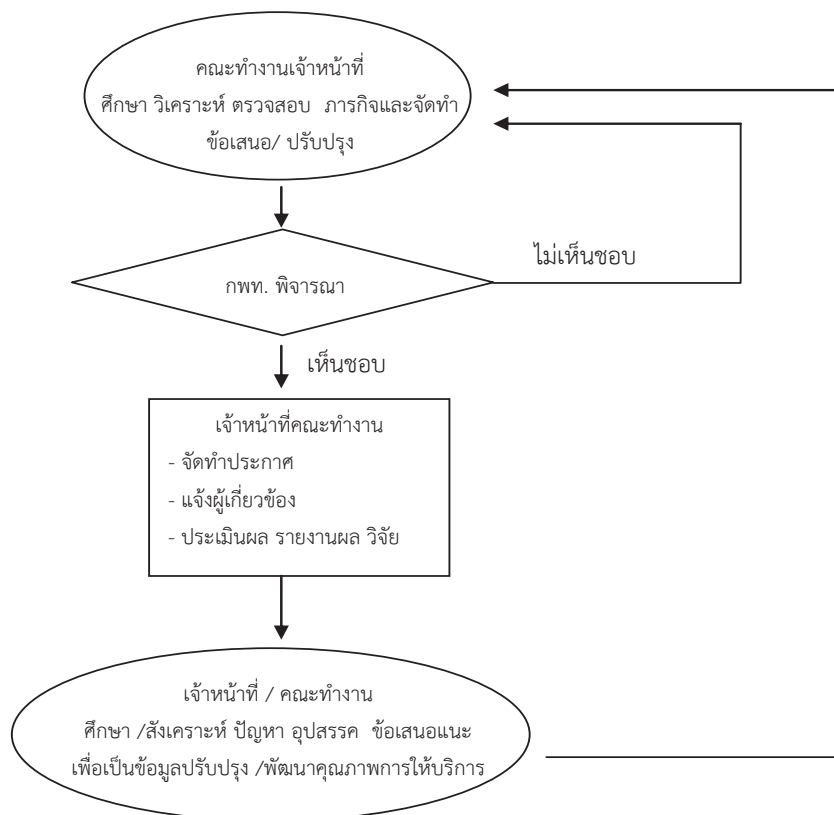 คณะทำงานเจ้าหน้าที่
ศึกษา วิเคราะห์ ตรวจสอบ ภารกิจและจัดทำ
ข้อเสนอ/ ปรับปรุง
กพท. พิจารณา
ไม่เห็นชอบ
เห็นชอบ
เจ้าหน้าที่คณะทำงาน
- จัดทำประกาศ
- แจ้งผู้เกี่ยวข้อง
- ประเมินผล รายงานผล วิจัย
เจ้าหน้าที่ / คณะทำงาน
ศึกษา /สังเคราะห์ ปัญหา อุปสรรค ข้อเสนอแนะ
เพื่อเป็นข้อมูลปรับปรุง /พัฒนาคุณภาพการให้บริการ